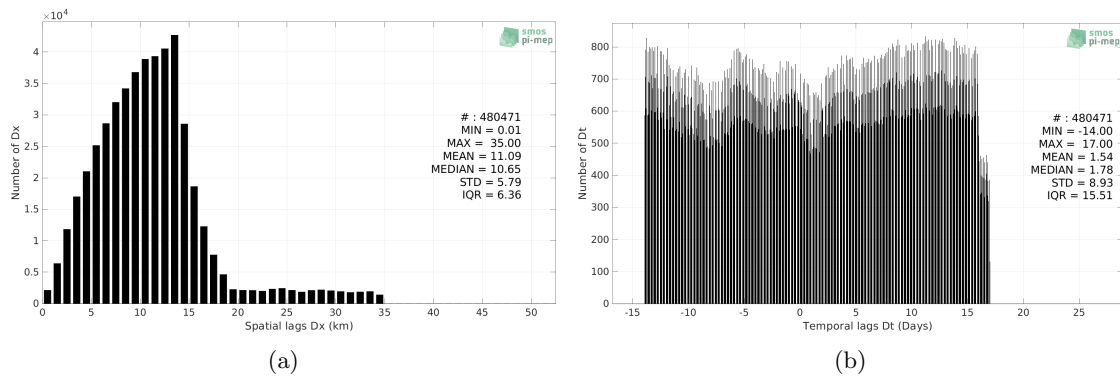 ×10⁴
4
3.5
3
2.5
2
1.5
1
0.5
0
Number of Dx
smos
pi-mep
# : 480471
MIN = 0.01
MAX = 35.00
MEAN = 11.09
MEDIAN = 10.65
STD = 5.79
IQR = 6.36
0 5 10 15 20 25 30 35 40 45 50
Spatial lags Dx (km)
(a)
800
700
600
500
400
300
200
100
0
Number of Dt
smos
pi-mep
# : 480471
MIN = -14.00
MAX = 17.00
MEAN = 1.54
MEDIAN = 1.78
STD = 8.93
IQR = 15.51
-15 -10 -5 0 5 10 15 20 25
Temporal lags Dt (Days)
(b)